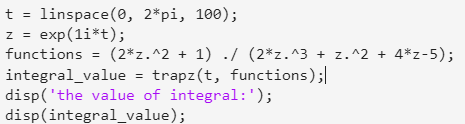 t = linspace(0, 2*pi, 100);
z = exp(1i*t);
functions = (2*z.^2 + 1) ./ (2*z.^3 + z.^2 + 4*z-5);
integral_value = trapz(t, functions);
disp('the value of integral:');
disp(integral_value);